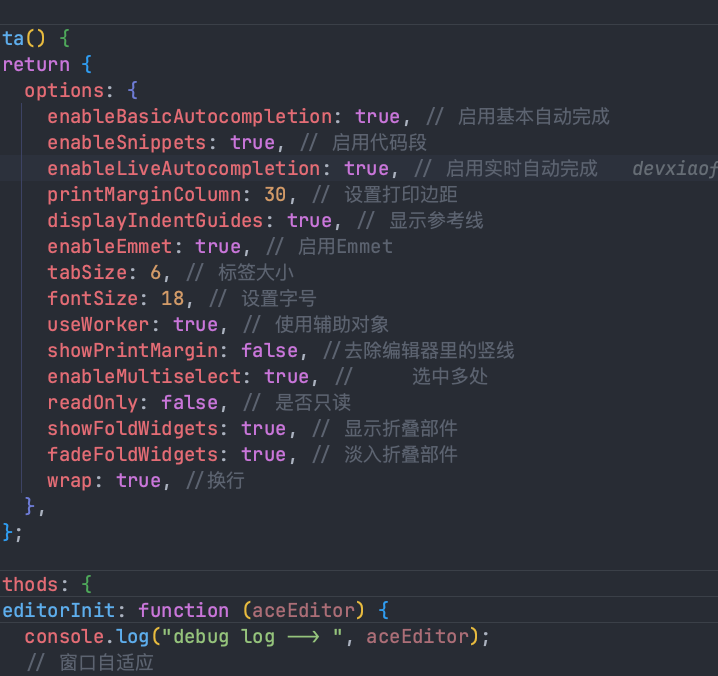 ta() {
return {
options: {
enableBasicAutocompletion: true, // 启用基本自动完成
enableSnippets: true, // 启用代码段
enableLiveAutocompletion: true, // 启用实时自动完成 devxiao
printMarginColumn: 30, // 设置打印边距
displayIndentGuides: true, // 显示参考线
enableEmmet: true, // 启用Emmet
tabSize: 6, // 标签大小
fontSize: 18, // 设置字号
useWorker: true, // 使用辅助对象
showPrintMargin: false, //去除编辑器里的竖线
enableMultiselect: true, // 选中多处
readOnly: false, // 是否只读
showFoldWidgets: true, // 显示折叠部件
fadeFoldWidgets: true, // 淡入折叠部件
wrap: true, //换行
},
};
thods: {
editorInit: function (aceEditor) {
console.log("debug log ——> ", aceEditor);
// 窗口自适应